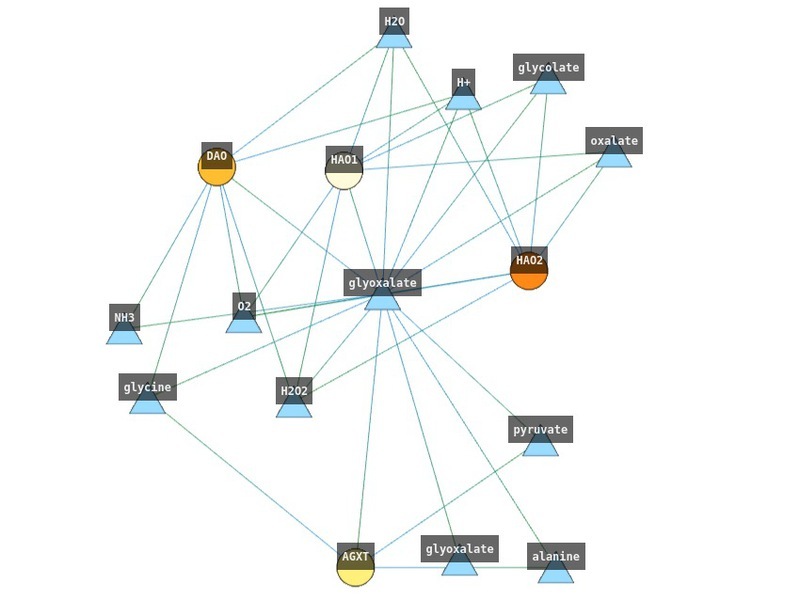 H2O
H+
glycolate
oxalate
DAO
HAO1
HAO2
glyoxalate
NH3
O2
glycine
H2O2
pyruvate
AGXT
glyoxalate
alanine